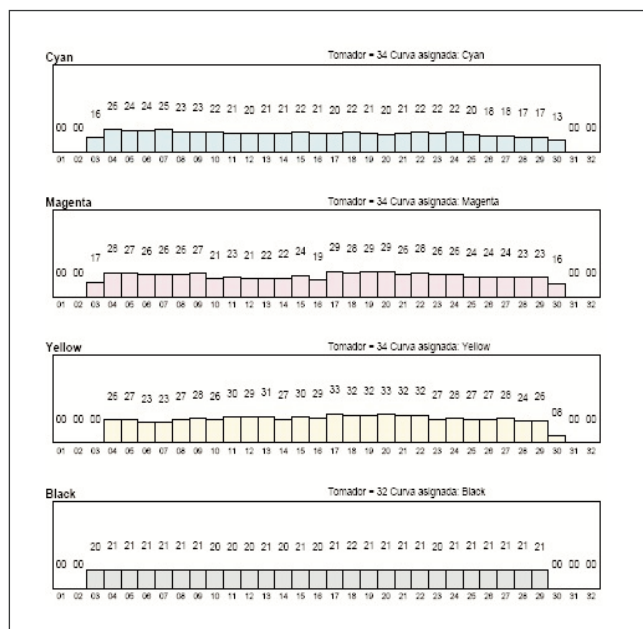 Cyan Tomador = 34 Curva asignada: Cyan
00 00 16 26 24 24 25 23 23 22 21 20 21 21 22 21 20 22 21 20 21 22 22 22 20 18 18 17 17 13 00 00
01 02 03 04 05 06 07 08 09 10 11 12 13 14 15 16 17 18 19 20 21 22 23 24 25 26 27 28 29 30 31 32
Magenta Tomador = 34 Curva asignada: Magenta
00 00 17 28 27 26 26 26 27 21 23 21 22 22 24 19 29 28 29 29 26 28 26 26 24 24 24 23 23 16 00 00
01 02 03 04 05 06 07 08 09 10 11 12 13 14 15 16 17 18 19 20 21 22 23 24 25 26 27 28 29 30 31 32
Yellow Tomador = 34 Curva asignada: Yellow
00 00 00 26 27 23 23 27 28 26 30 29 31 27 30 29 33 32 32 33 32 32 27 28 27 27 28 24 26 08 00 00
01 02 03 04 05 06 07 08 09 10 11 12 13 14 15 16 17 18 19 20 21 22 23 24 25 26 27 28 29 30 31 32
Black Tomador = 32 Curva asignada: Black
00 00 20 21 21 21 21 21 20 20 20 21 20 21 20 21 22 21 21 21 21 20 21 21 21 21 21 21 00 00 00
01 02 03 04 05 06 07 08 09 10 11 12 13 14 15 16 17 18 19 20 21 22 23 24 25 26 27 28 29 30 31 32